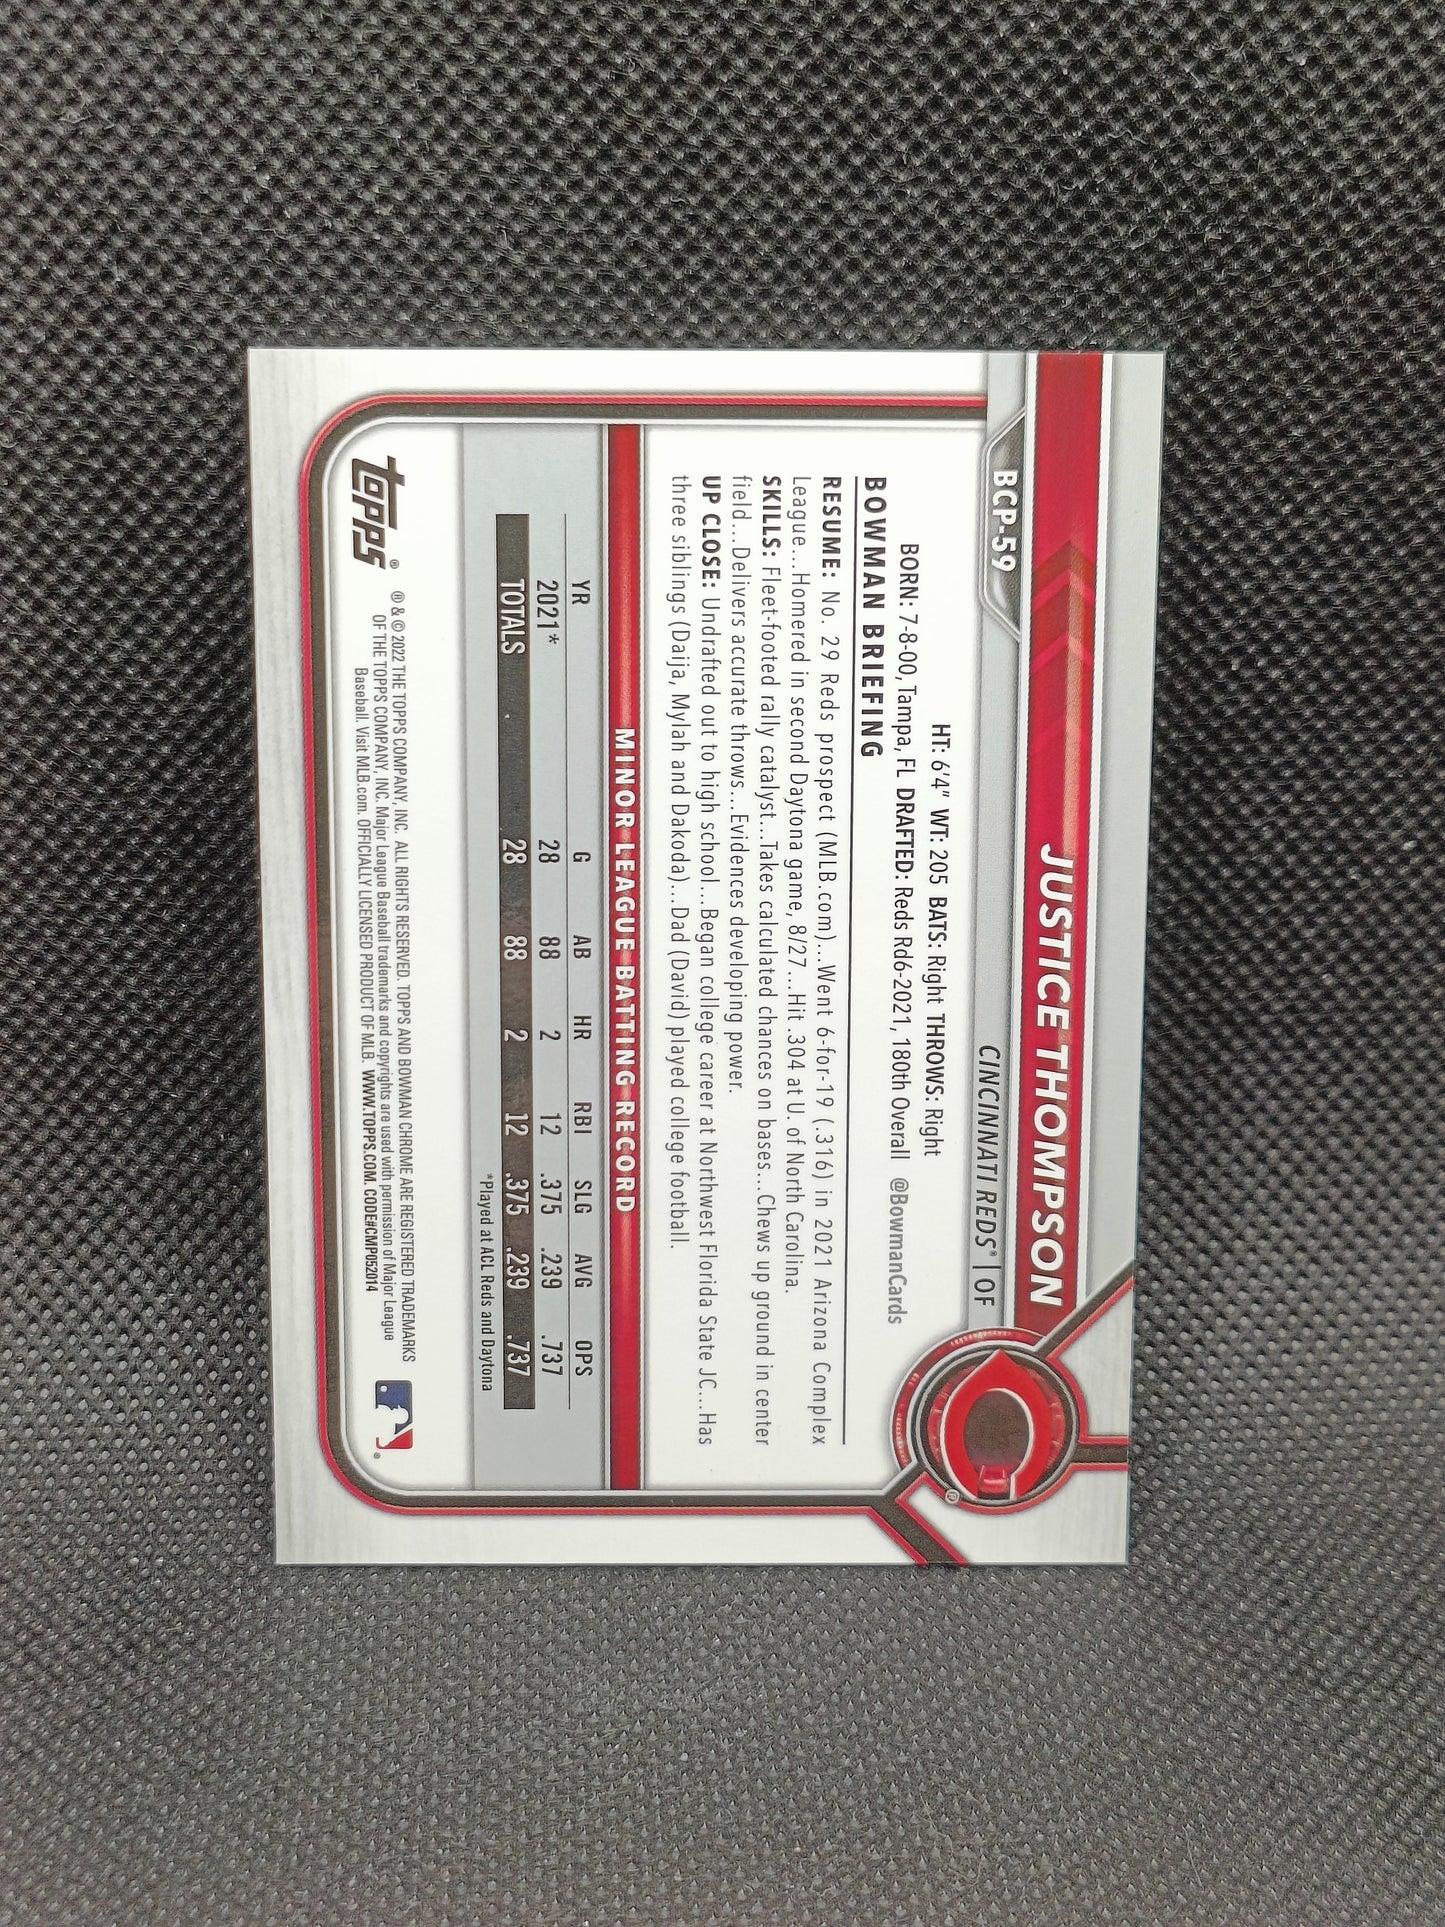 BCP-59
JUSTICE THOMPSON
CINCINNATI REDS® | OF
HT: 6'4" WT: 205 BATS: Right THROWS: Right
BORN: 7-8-00, Tampa, FL DRAFTED: Reds Rd6-2021, 180th Overall @BowmanCards
BOWMAN BRIEFING
RESUME: No. 29 Reds prospect (MLB.com)...Went 6-for-19 (.316) in 2021 Arizona Complex
League...Homered in second Daytona game, 8/27...Hit .304 at U. of North Carolina.
SKILLS: Fleet-footed rally catalyst...Takes calculated chances on bases...Chews up ground in center
field...Delivers accurate throws...Evidences developing power.
UP CLOSE: Undrafted out to high school...Began college career at Northwest Florida State JC...Has
three siblings (Daija, Mylah and Dakoda)...Dad (David) played college football.
MINOR LEAGUE BATTING RECORD
YR G AB HR RBI SLG AVG OPS
2021* 28 88 2 12 .375 .239 .737
TOTALS 28 88 2 12 .375 .239 .737
*Played at ACL Reds and Daytona
topps®
® & © 2022 THE TOPPS COMPANY, INC. ALL RIGHTS RESERVED. TOPPS AND BOWMAN CHROME ARE REGISTERED TRADEMARKS
OF THE TOPPS COMPANY, INC. Major League Baseball trademarks and copyrights are used with permission of Major League
Baseball. Visit MLB.com. OFFICIALLY LICENSED PRODUCT OF MLB. WWW.TOPPS.COM. CODE#CMP052014